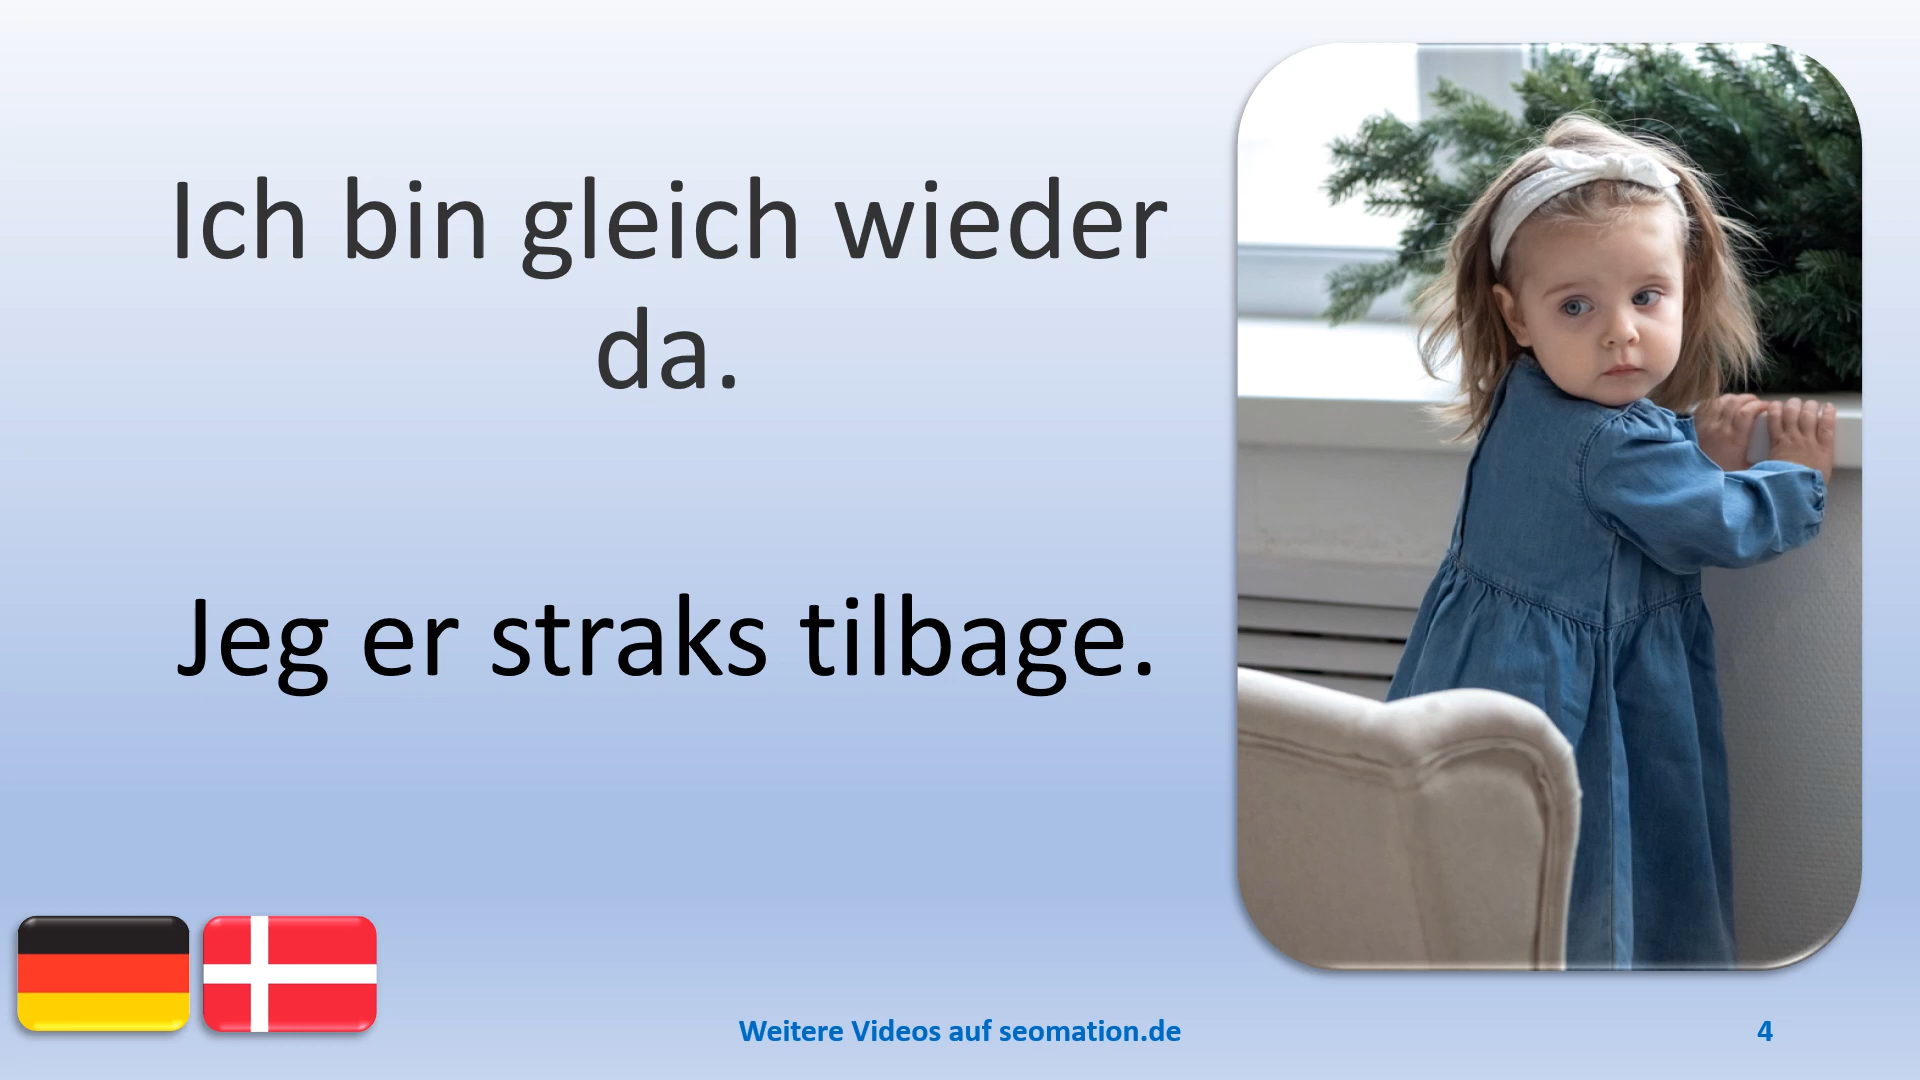 Ich bin gleich wieder
da.
Jeg er straks tilbage.
Weitere Videos auf seomation.de
4